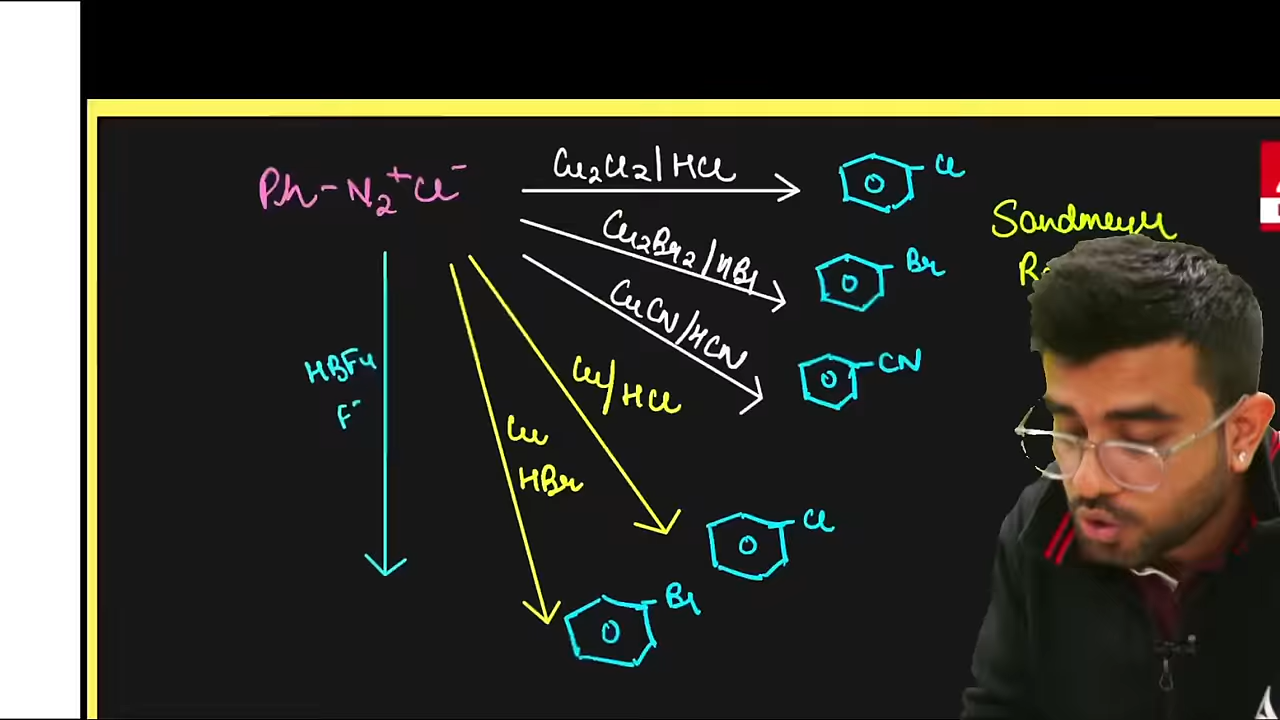 Ph-N₂⁺Cl⁻
Cu₂Cl₂/HCl
Cl
Sandmeyer
Cu₂Br₂/HBr
Br
CuCN/HCN
CN
HBF₄
F⁻
Cu/HCl
Cu
HBr
Cl
Br